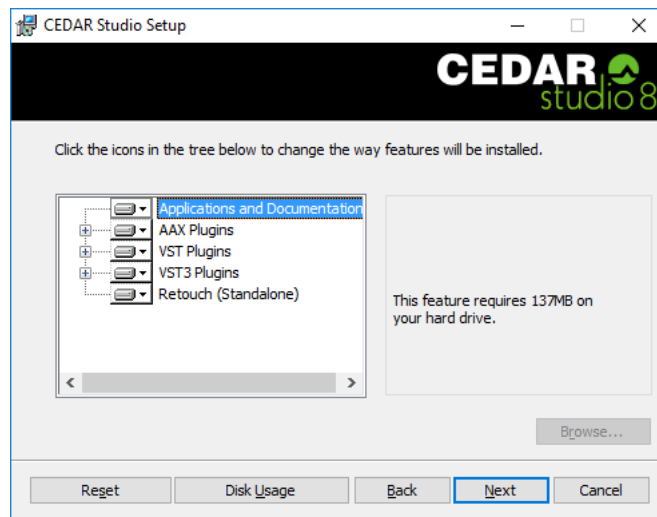 CEDAR Studio Setup
CEDAR
studio 8
Click the icons in the tree below to change the way features will be installed.
Applications and Documentation
AAX Plugins
VST Plugins
VST3 Plugins
Retouch (Standalone)
This feature requires 137MB on
your hard drive.
Browse...
Reset
Disk Usage
Back
Next
Cancel